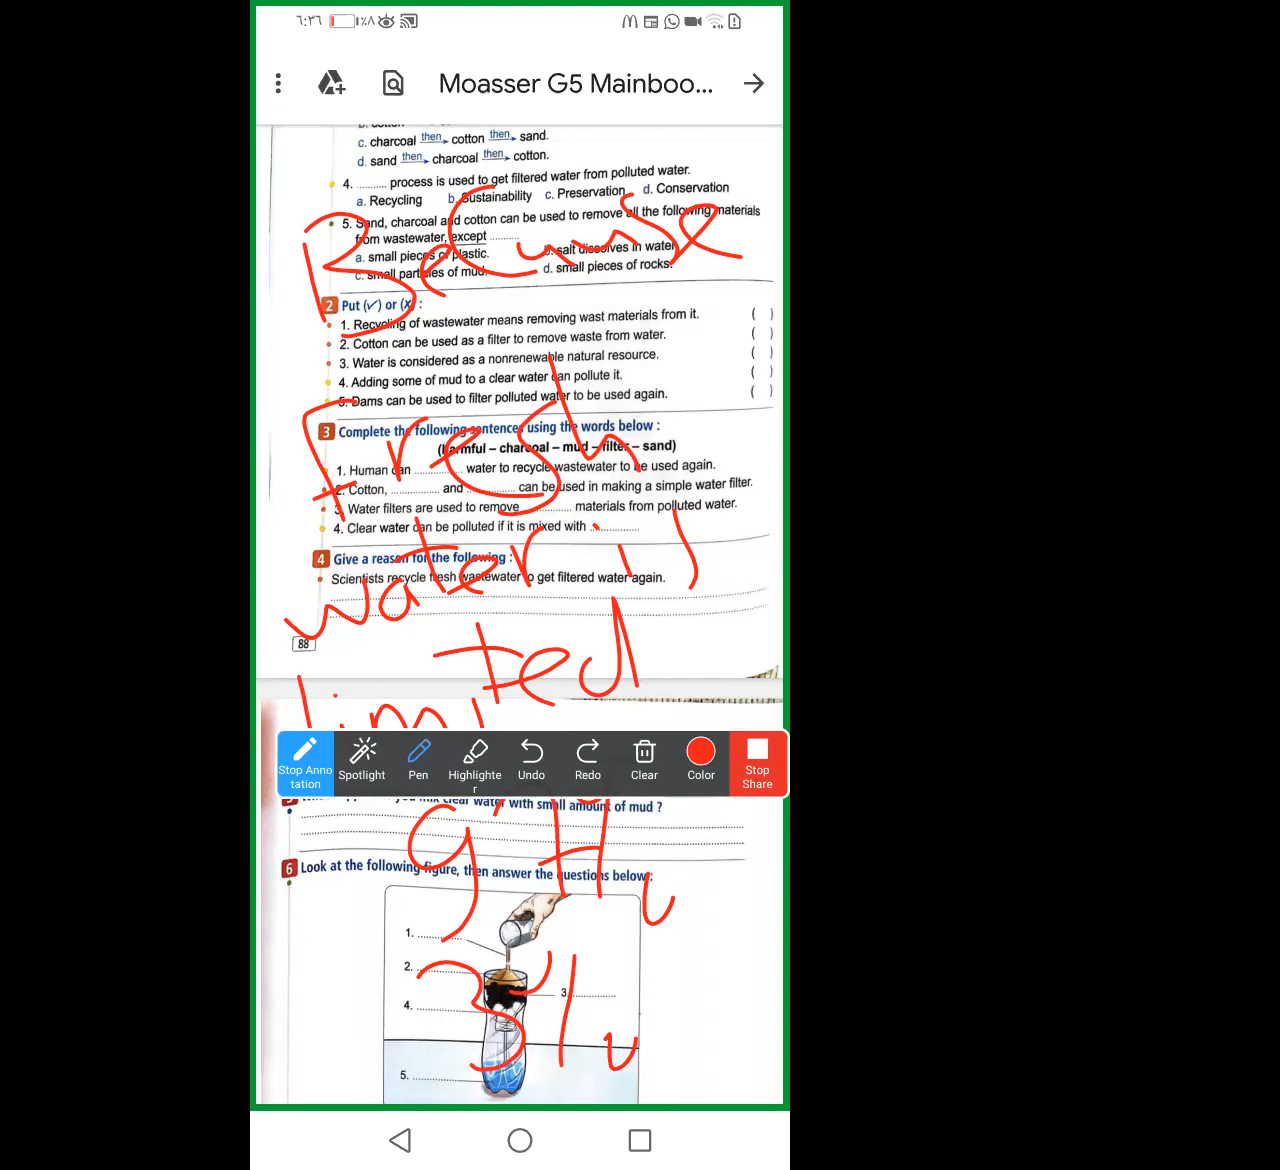 ٦:٣٦ ٪٨
Moasser G5 Mainboo...
c. charcoal then cotton then sand.
d. sand then charcoal then cotton.
4. .......... process is used to get filtered water from polluted water.
a. Recycling b. Sustainability c. Preservation d. Conservation
5. Sand, charcoal and cotton can be used to remove all the following materials
from wastewater, except ..........
a. small pieces of plastic. b. salt dissolves in water.
c. small particles of mud. d. small pieces of rocks.
Because
2 Put (✓) or (x) :
1. Recycling of wastewater means removing wast materials from it. ( )
2. Cotton can be used as a filter to remove waste from water. ( )
3. Water is considered as a nonrenewable natural resource. ( )
4. Adding some of mud to a clear water can pollute it. ( )
5. Dams can be used to filter polluted water to be used again. ( )
3 Complete the following sentences using the words below :
(harmful – charcoal – mud – filter – sand)
1. Human can ............. water to recycle wastewater to be used again.
Fresh
2. Cotton, ............. and ............. can be used in making a simple water filter.
3. Water filters are used to remove ............. materials from polluted water.
4. Clear water can be polluted if it is mixed with .............
4 Give a reason for the following :
Scientists recycle fresh wastewater to get filtered water again.
water is
88
limited
Stop Anno
tation
Spotlight
Pen
Highlighte
r
Undo
Redo
Clear
Color
Stop
Share
clear water with small amount of mud ?
6 Look at the following figure, then answer the questions below :
1. .............
2. .............
3. .............
4. .............
5. .............